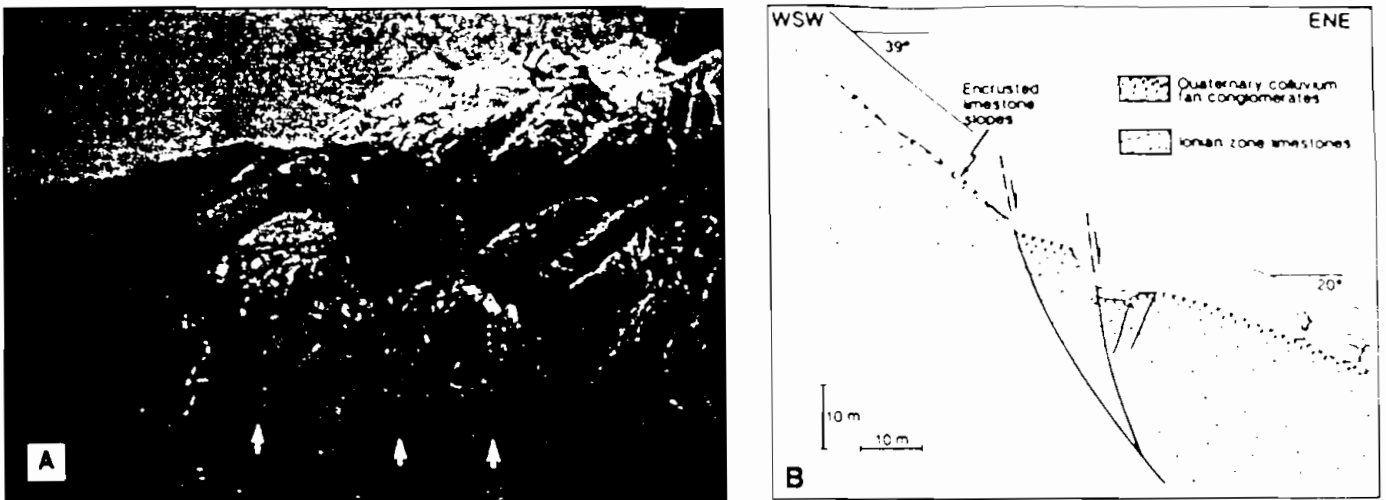 A
WSW
ENE
39°
Encrusted
limestone
slopes
Quaternary colluvium
fan conglomerates
Ionian zone limestones
20°
10 m
10 m
B